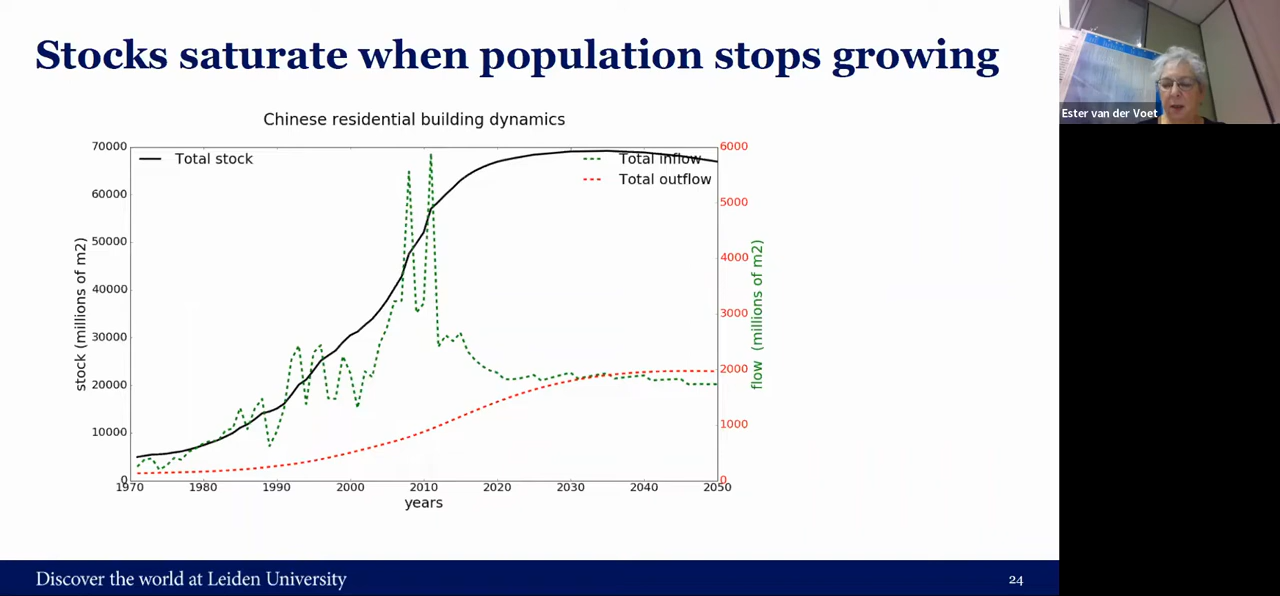 Stocks saturate when population stops growing
Ester van der Voet
Chinese residential building dynamics
Total stock
Total inflow
Total outflow
70000
60000
50000
40000
30000
20000
10000
0
stock (millions of m2)
6000
5000
4000
3000
2000
1000
0
flow (millions of m2)
1970 1980 1990 2000 2010 2020 2030 2040 2050
years
Discover the world at Leiden University
24